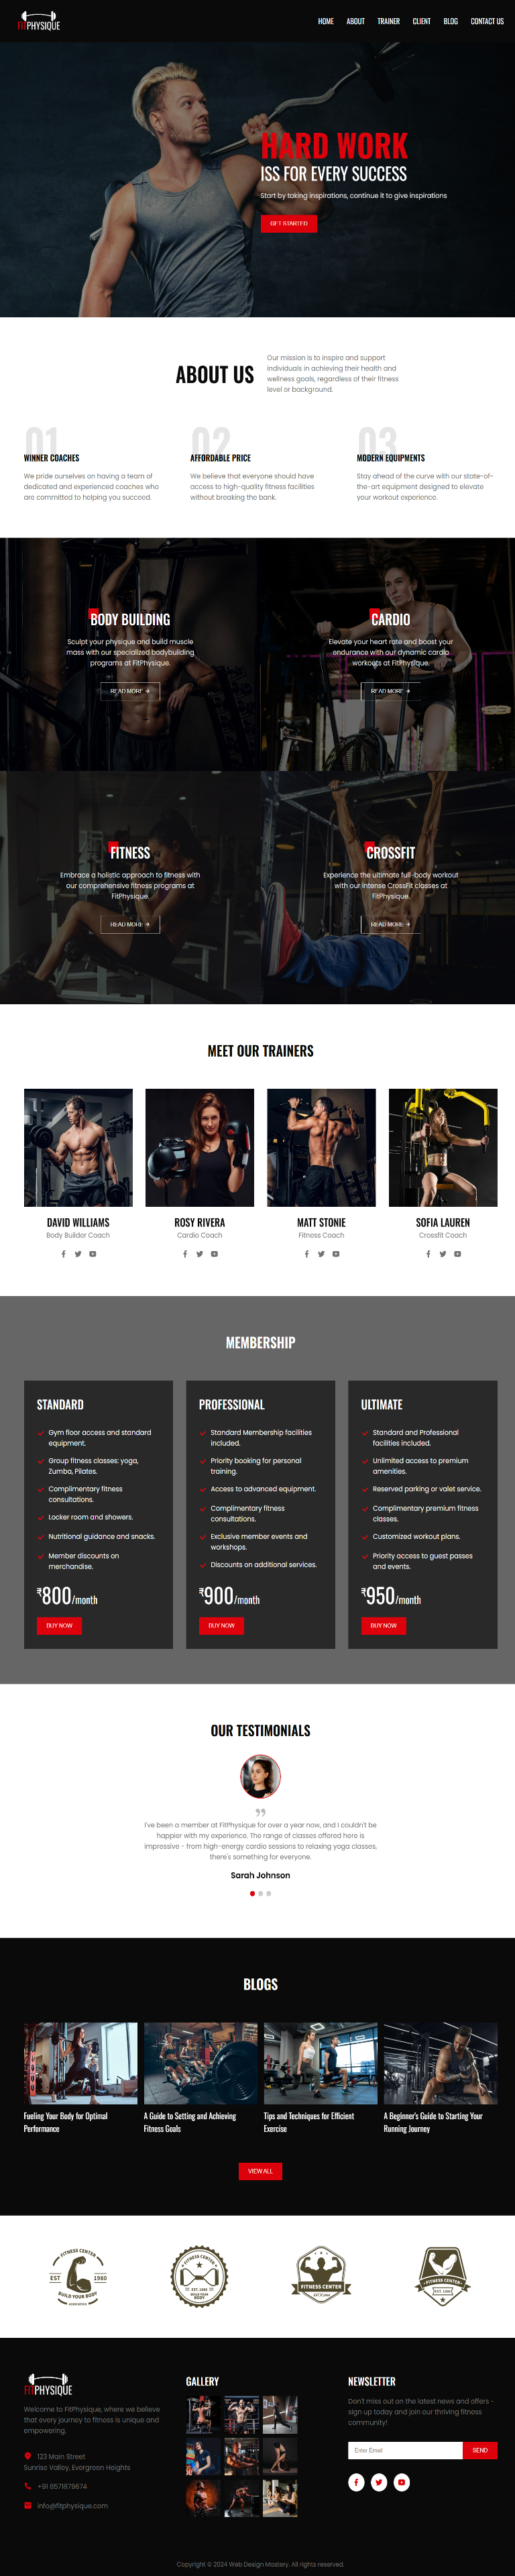 FITPHYSIQUE
HOME ABOUT TRAINER CLIENT BLOG CONTACT US
HARD WORK
ISS FOR EVERY SUCCESS
Start by taking inspirations, continue it to give inspirations
GET STARTED
ABOUT US
Our mission is to inspire and support
individuals in achieving their health and
wellness goals, regardless of their fitness
level or background.
01
WINNER COACHES
We pride ourselves on having a team of
dedicated and experienced coaches who
are committed to helping you succeed.
02
AFFORDABLE PRICE
We believe that everyone should have
access to high-quality fitness facilities
without breaking the bank.
03
MODERN EQUIPMENTS
Stay ahead of the curve with our state-of-
the-art equipment designed to elevate
your workout experience.
BODY BUILDING
Sculpt your physique and build muscle
mass with our specialized bodybuilding
programs at FitPhysique.
READ MORE →
CARDIO
Elevate your heart rate and boost your
endurance with our dynamic cardio
workouts at FitPhysique.
READ MORE →
FITNESS
Embrace a holistic approach to fitness with
our comprehensive fitness programs at
FitPhysique.
READ MORE →
CROSSFIT
Experience the ultimate full-body workout
with our intense CrossFit classes at
FitPhysique.
READ MORE →
MEET OUR TRAINERS
DAVID WILLIAMS
Body Builder Coach
ROSY RIVERA
Cardio Coach
MATT STONIE
Fitness Coach
SOFIA LAUREN
Crossfit Coach
MEMBERSHIP
STANDARD
Gym floor access and standard
equipment.
Group fitness classes: yoga,
Zumba, Pilates.
Complimentary fitness
consultations.
Locker room and showers.
Nutritional guidance and snacks.
Member discounts on
merchandise.
₹800/month
BUY NOW
PROFESSIONAL
Standard Membership facilities
included.
Priority booking for personal
training.
Access to advanced equipment.
Complimentary fitness
consultations.
Exclusive member events and
workshops.
Discounts on additional services.
₹900/month
BUY NOW
ULTIMATE
Standard and Professional
facilities included.
Unlimited access to premium
amenities.
Reserved parking or valet service.
Complimentary premium fitness
classes.
Customized workout plans.
Priority access to guest passes
and events.
₹950/month
BUY NOW
OUR TESTIMONIALS
I've been a member at FitPhysique for over a year now, and I couldn't be
happier with my experience. The range of classes offered here is
impressive - from high-energy cardio sessions to relaxing yoga classes,
there's something for everyone.
Sarah Johnson
BLOGS
Fueling Your Body for Optimal
Performance
A Guide to Setting and Achieving
Fitness Goals
Tips and Techniques for Efficient
Exercise
A Beginner's Guide to Starting Your
Running Journey
VIEW ALL
FITNESS CENTER
EST 1980
BUILD YOUR BODY
FITNESS CENTER
EST. 1980
BUILD YOUR
BODY
FITNESS CENTER
FITNESS CENTER
EST. 1980
FITPHYSIQUE
Welcome to FitPhysique, where we believe
that every journey to fitness is unique and
empowering.
123 Main Street
Sunrise Valley, Evergreen Heights
+91 8571879674
info@fitphysique.com
GALLERY
NEWSLETTER
Don't miss out on the latest news and offers -
sign up today and join our thriving fitness
community!
Enter Email
SEND
Copyright © 2024 Web Design Mastery. All rights reserved.